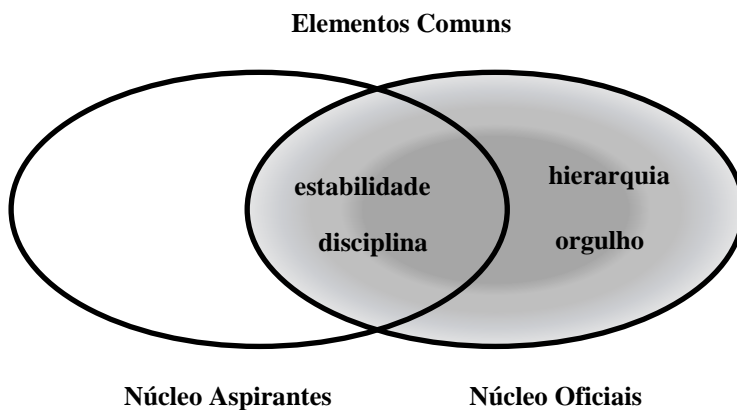 Elementos Comuns
estabilidade
hierarquia
disciplina
orgulho
Núcleo Aspirantes
Núcleo Oficiais